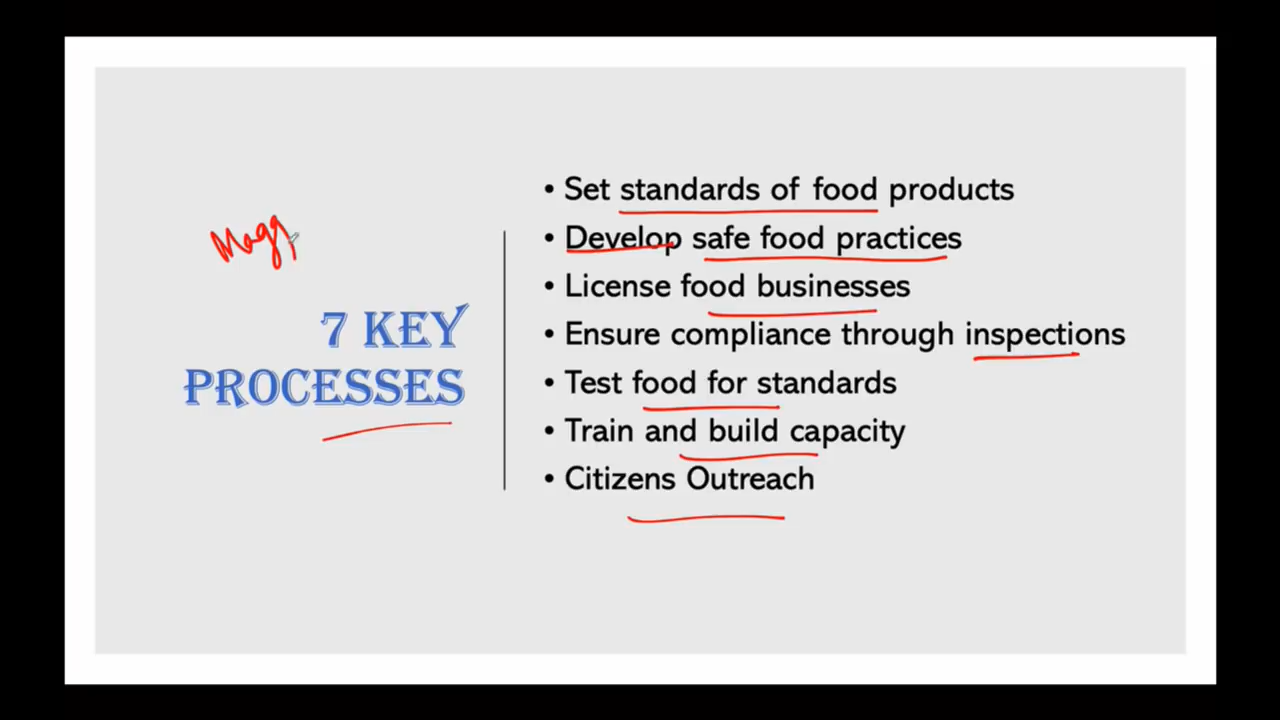 7 KEY
PROCESSES
• Set standards of food products
• Develop safe food practices
• License food businesses
• Ensure compliance through inspections
• Test food for standards
• Train and build capacity
• Citizens Outreach